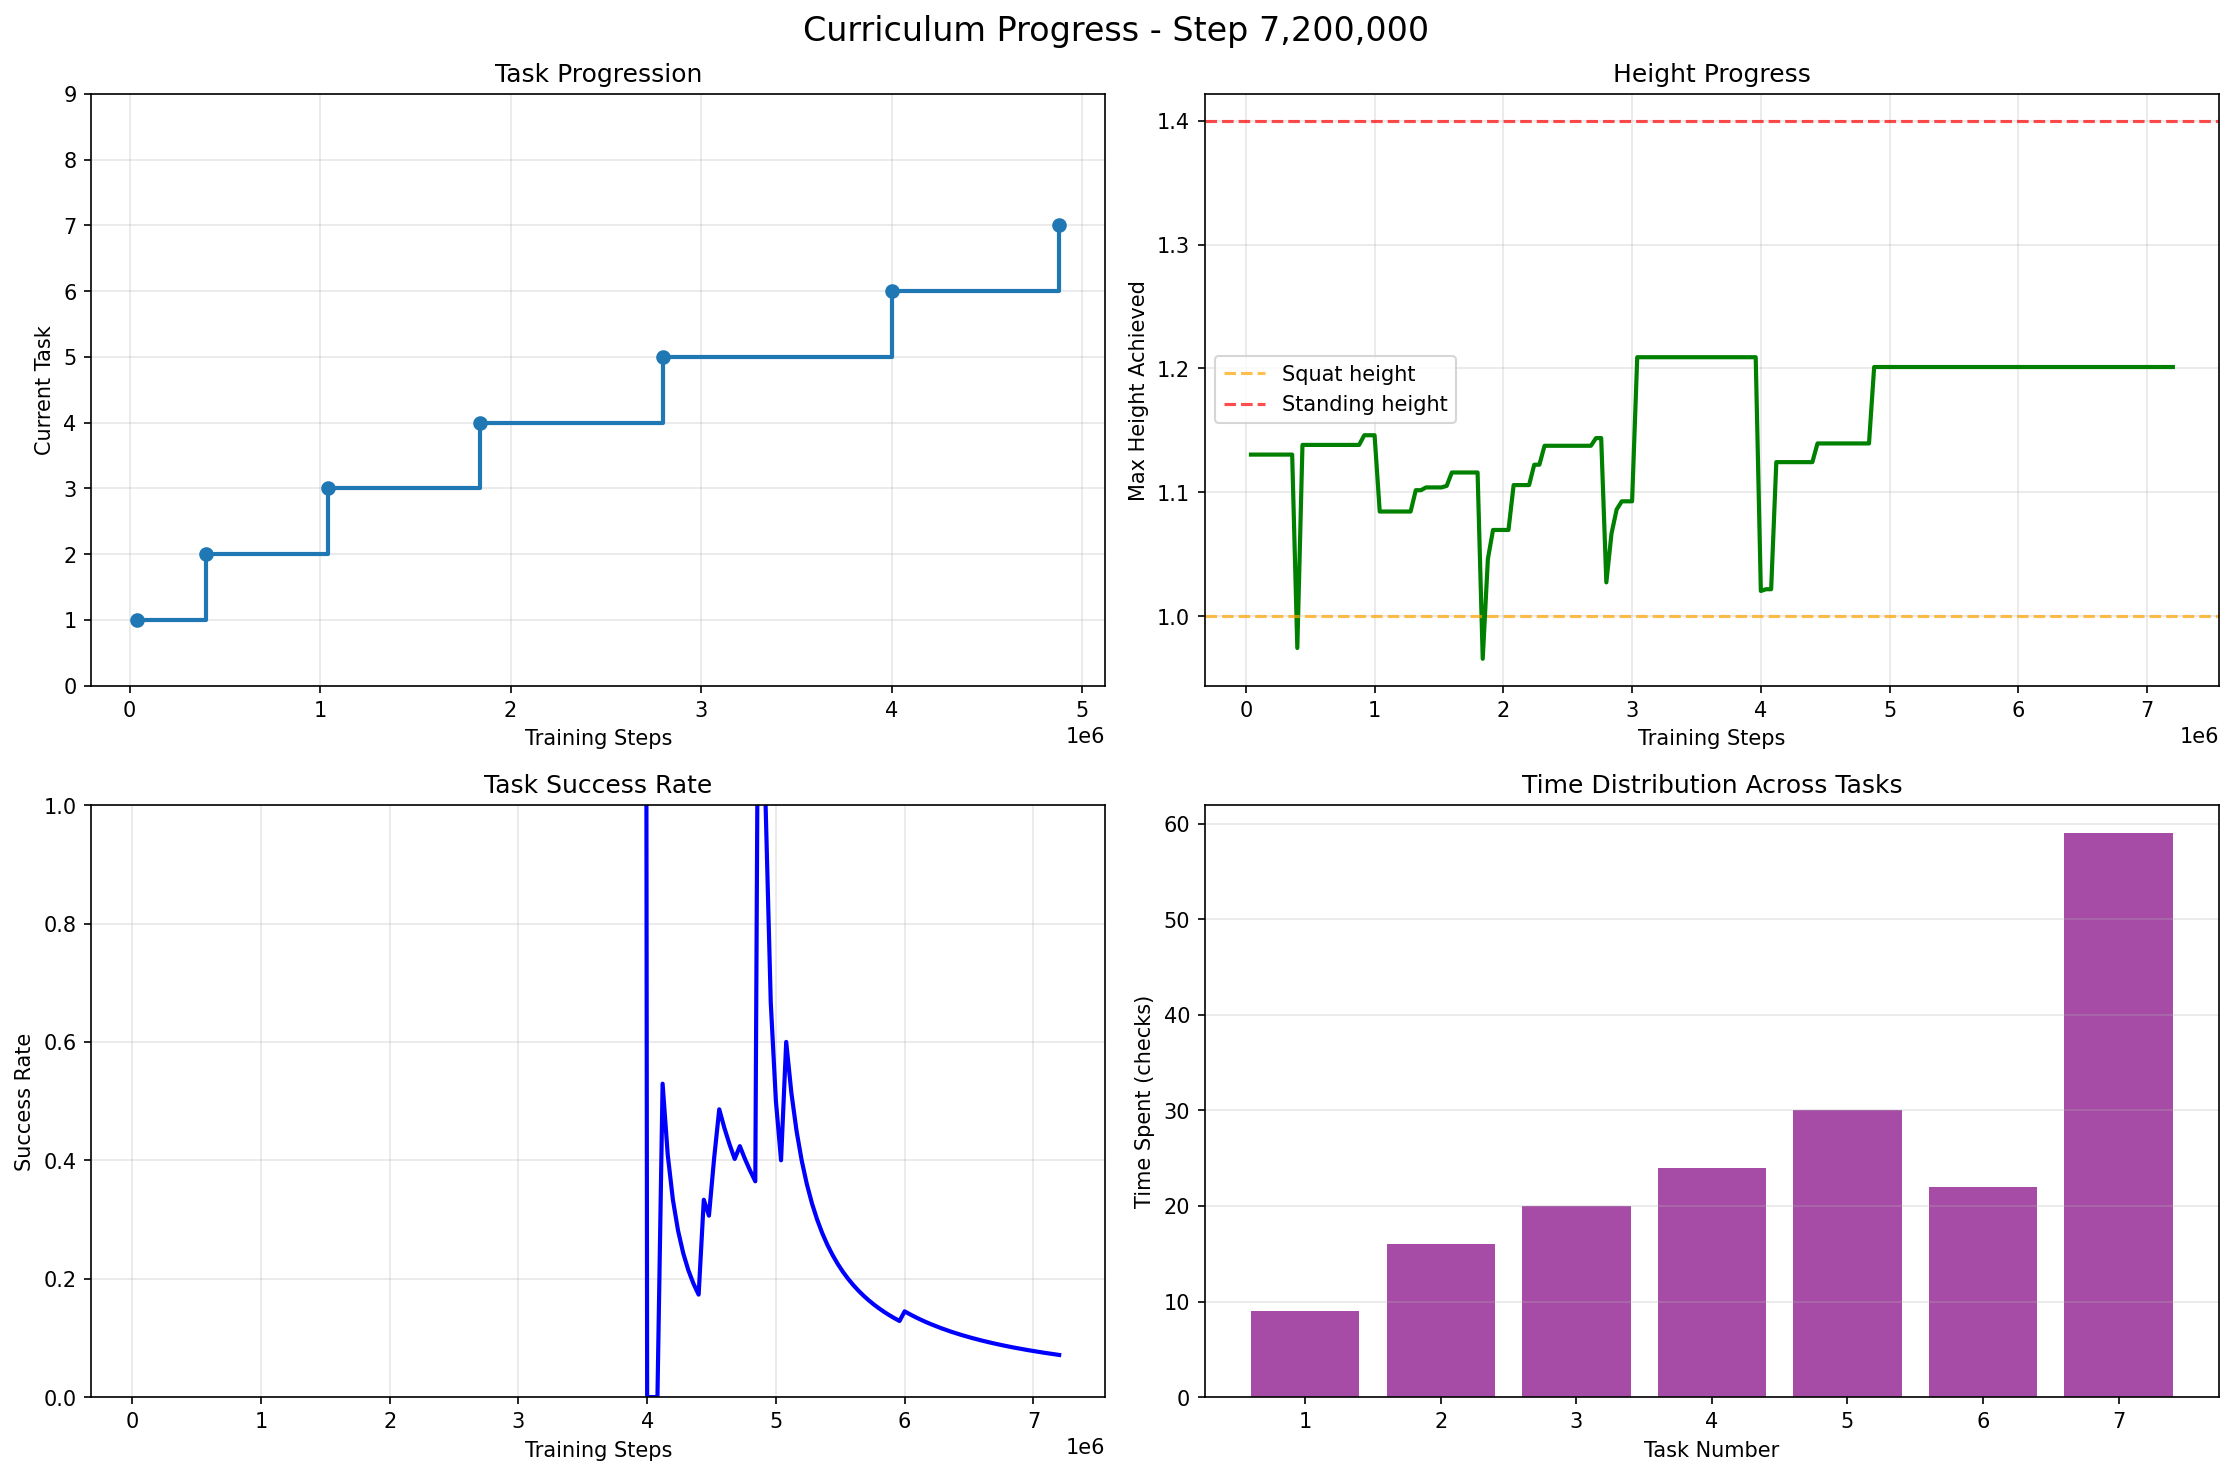 Curriculum Progress - Step 7,200,000
Task Progression
9
8
7
6
5
4
3
2
1
0
Current Task
0 1 2 3 4 5
1e6
Training Steps
Height Progress
1.4
1.3
1.2
1.1
1.0
Max Height Achieved
Squat height
Standing height
0 1 2 3 4 5 6 7
1e6
Training Steps
Task Success Rate
1.0
0.8
0.6
0.4
0.2
0.0
Success Rate
0 1 2 3 4 5 6 7
1e6
Training Steps
Time Distribution Across Tasks
60
50
40
30
20
10
0
Time Spent (checks)
1 2 3 4 5 6 7
Task Number